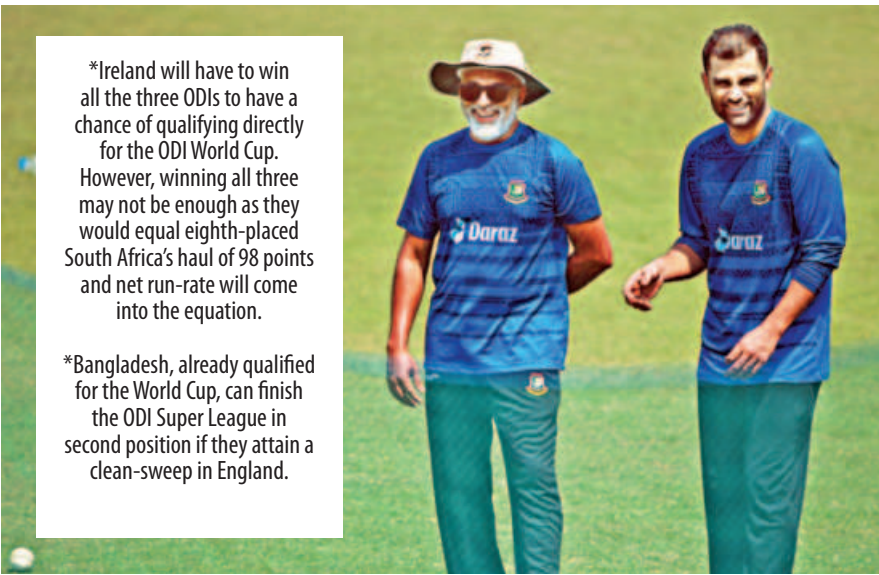 *Ireland will have to win
all the three ODIs to have a
chance of qualifying directly
for the ODI World Cup.
However, winning all three
may not be enough as they
would equal eighth-placed
South Africa's haul of 98 points
and net run-rate will come
into the equation.
*Bangladesh, already qualified
for the World Cup, can finish
the ODI Super League in
second position if they attain a
clean-sweep in England.
Daraz
Daraz